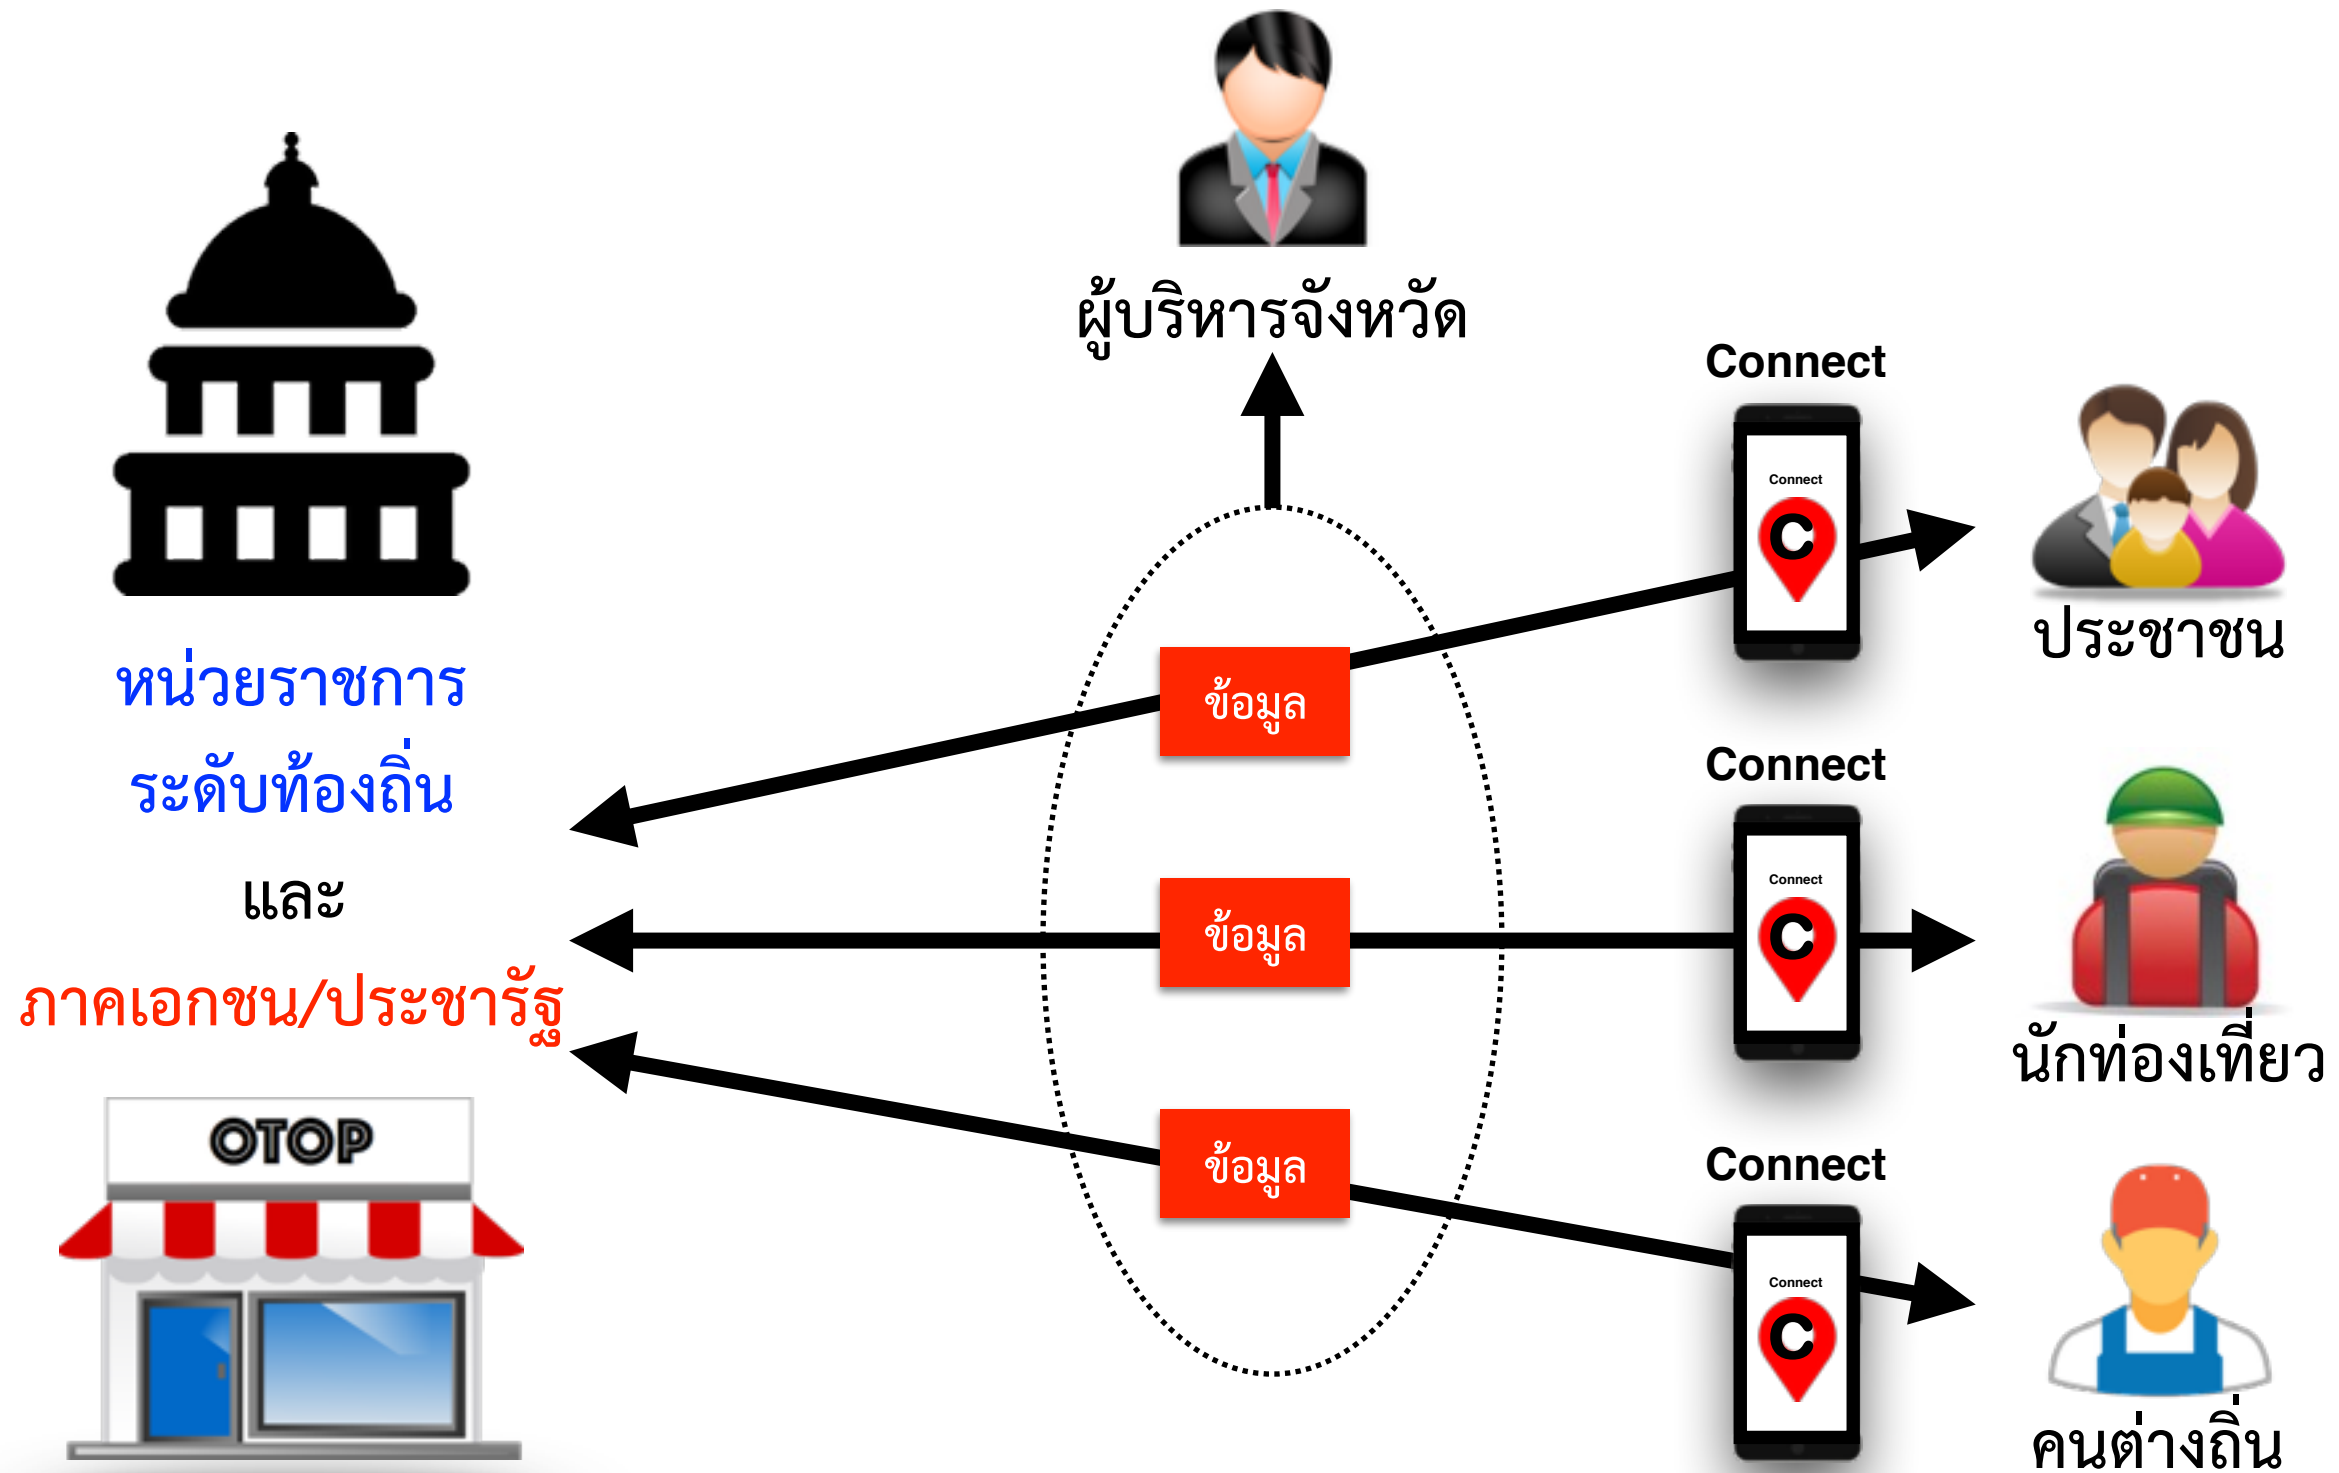 ผู้บริหารจังหวัด
หน่วยราชการ
ระดับท้องถิ่น
และ
ภาคเอกชน/ประชารัฐ
OTOP
ข้อมูล
ข้อมูล
ข้อมูล
Connect
Connect
C
ประชาชน
Connect
Connect
C
นักท่องเที่ยว
Connect
Connect
C
คนต่างถิ่น